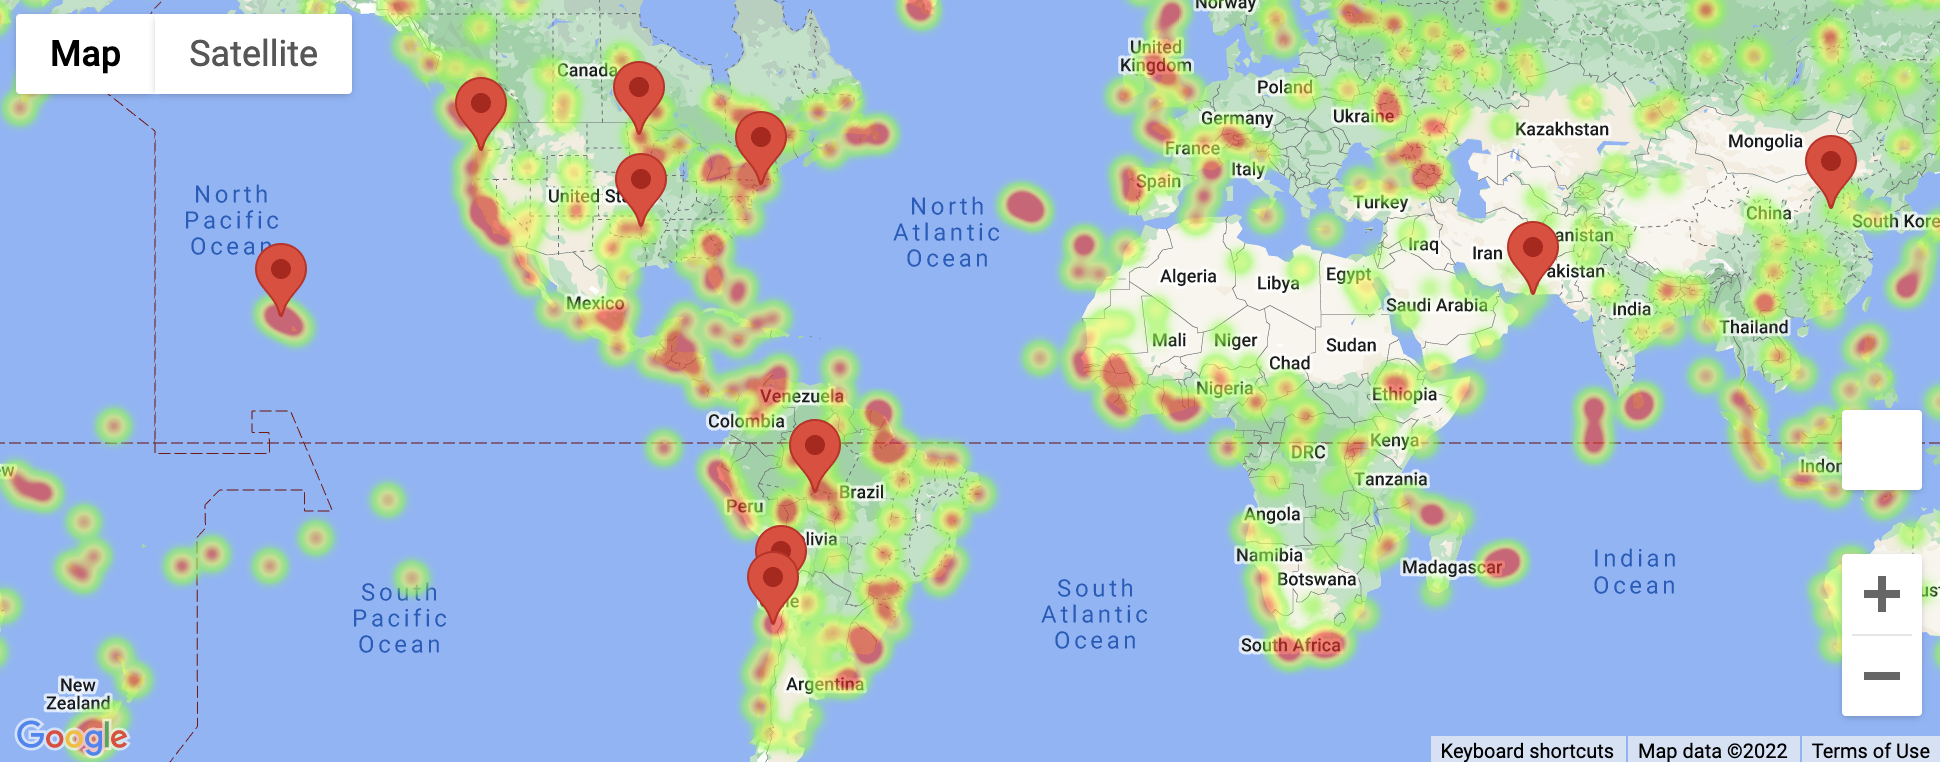 Map
Satellite
Norway
United
Kingdom
Canada
Poland
Germany
Ukraine
Kazakhstan
Mongolia
France
Italy
Spain
Turkey
United St
China
South Kore
North
Pacific
Ocean
North
Atlantic
Ocean
Iraq
Iran
anistan
akistan
Algeria
Libya
Egypt
Saudi Arabia
India
Mexico
Thailand
Mali
Niger
Chad
Sudan
Nigeria
Ethiopia
Venezuela
Colombia
DRC
Kenya
Indon
Tanzania
Peru
Brazil
Angola
livia
Namibia
Botswana
Madagascar
Indian
Ocean
South
Pacific
Ocean
South
Atlantic
Ocean
South Africa
Argentina
New
Zealand
Google
Keyboard shortcuts
Map data ©2022
Terms of Use